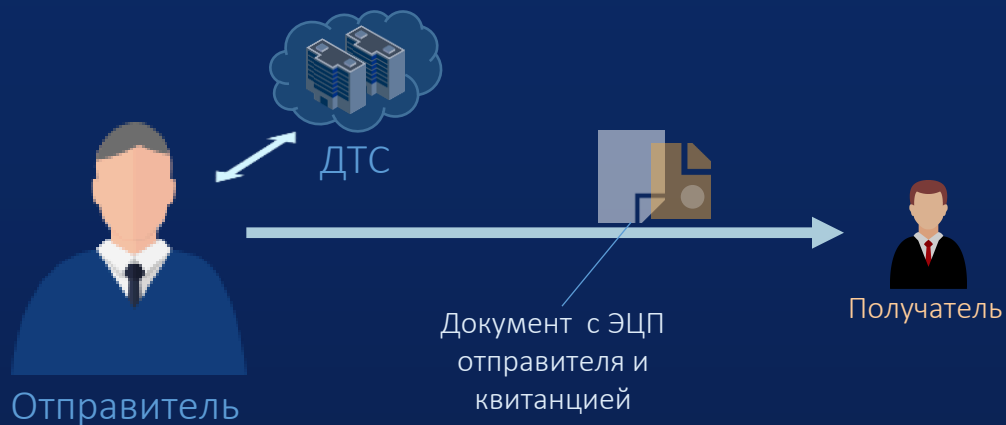 ДТС
Документ с ЭЦП
отправителя и
квитанцией
Получатель
Отправитель